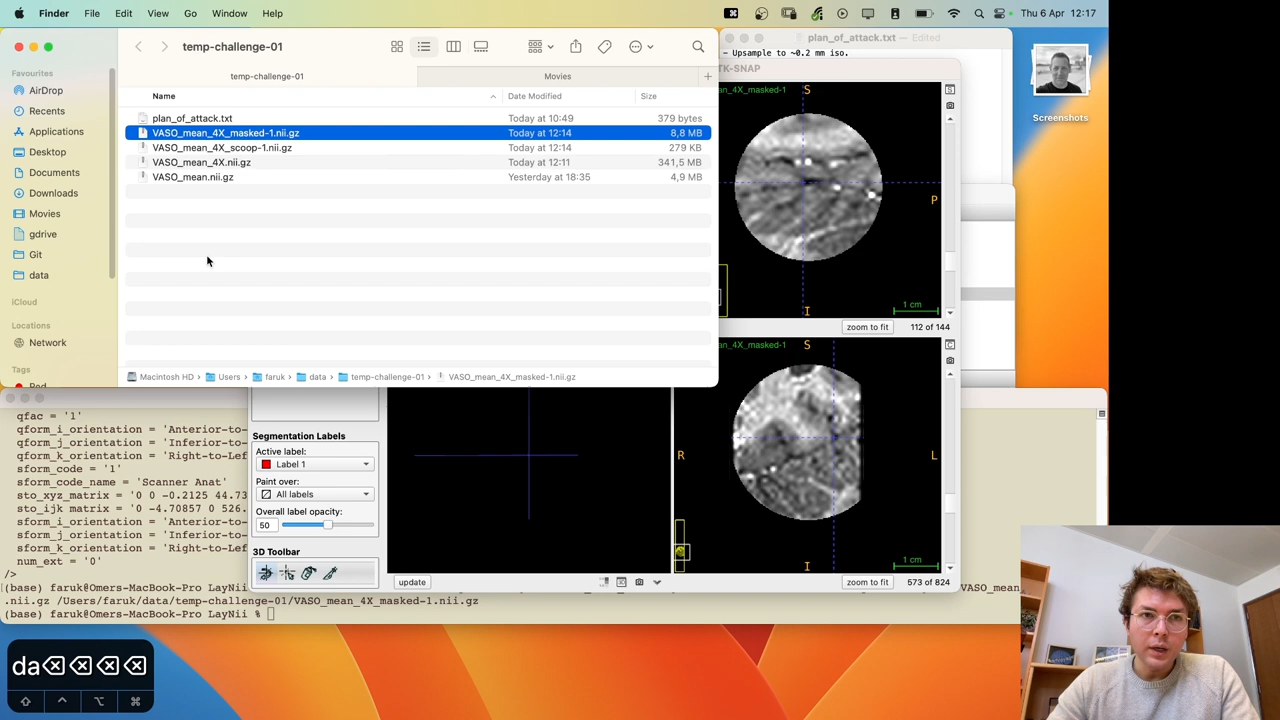 Finder File Edit View Go Window Help
Thu 6 Apr 12:17
temp-challenge-01
temp-challenge-01
Movies
Favourites
AirDrop
Recents
Applications
Desktop
Documents
Downloads
Movies
gdrive
Git
data
iCloud
Locations
Network
Tags
Name Date Modified Size
plan_of_attack.txt Today at 10:49 379 bytes
VASO_mean_4X_masked-1.nii.gz Today at 12:14 8,8 MB
VASO_mean_4X_scoop-1.nii.gz Today at 12:14 279 KB
VASO_mean_4X.nii.gz Today at 12:11 341,5 MB
VASO_mean.nii.gz Yesterday at 18:35 4,9 MB
Macintosh HD › Users › faruk › data › temp-challenge-01 › VASO_mean_4X_masked-1.nii.gz
plan_of_attack.txt — Edited
- Upsample to ~0.2 mm iso.
TK-SNAP
an_4X_masked-1
S
P
I
1 cm
zoom to fit
112 of 144
an_4X_masked-1
S
R
L
I
1 cm
zoom to fit
573 of 824
Screenshots
Segmentation Labels
Active label:
Label 1
Paint over:
All labels
Overall label opacity:
50
3D Toolbar
update
qfac = '1'
qform_i_orientation = 'Anterior-to-
qform_j_orientation = 'Inferior-to-
qform_k_orientation = 'Right-to-Lef
sform_code = '1'
sform_code_name = 'Scanner Anat'
sto_xyz_matrix = '0 0 -0.2125 44.73
sto_ijk matrix = '0 -4.70857 0 526.
sform_i_orientation = 'Anterior-to-
sform_j_orientation = 'Inferior-to-
sform_k_orientation = 'Right-to-Lef
num_ext = '0'
/>
(base) faruk@Omers-MacBook-Pro LayNii
.nii.gz /Users/faruk/data/temp-challenge-01/VASO_mean_4X_masked-1.nii.gz
(base) faruk@Omers-MacBook-Pro LayNii %
da⌫⌫⌫⌫